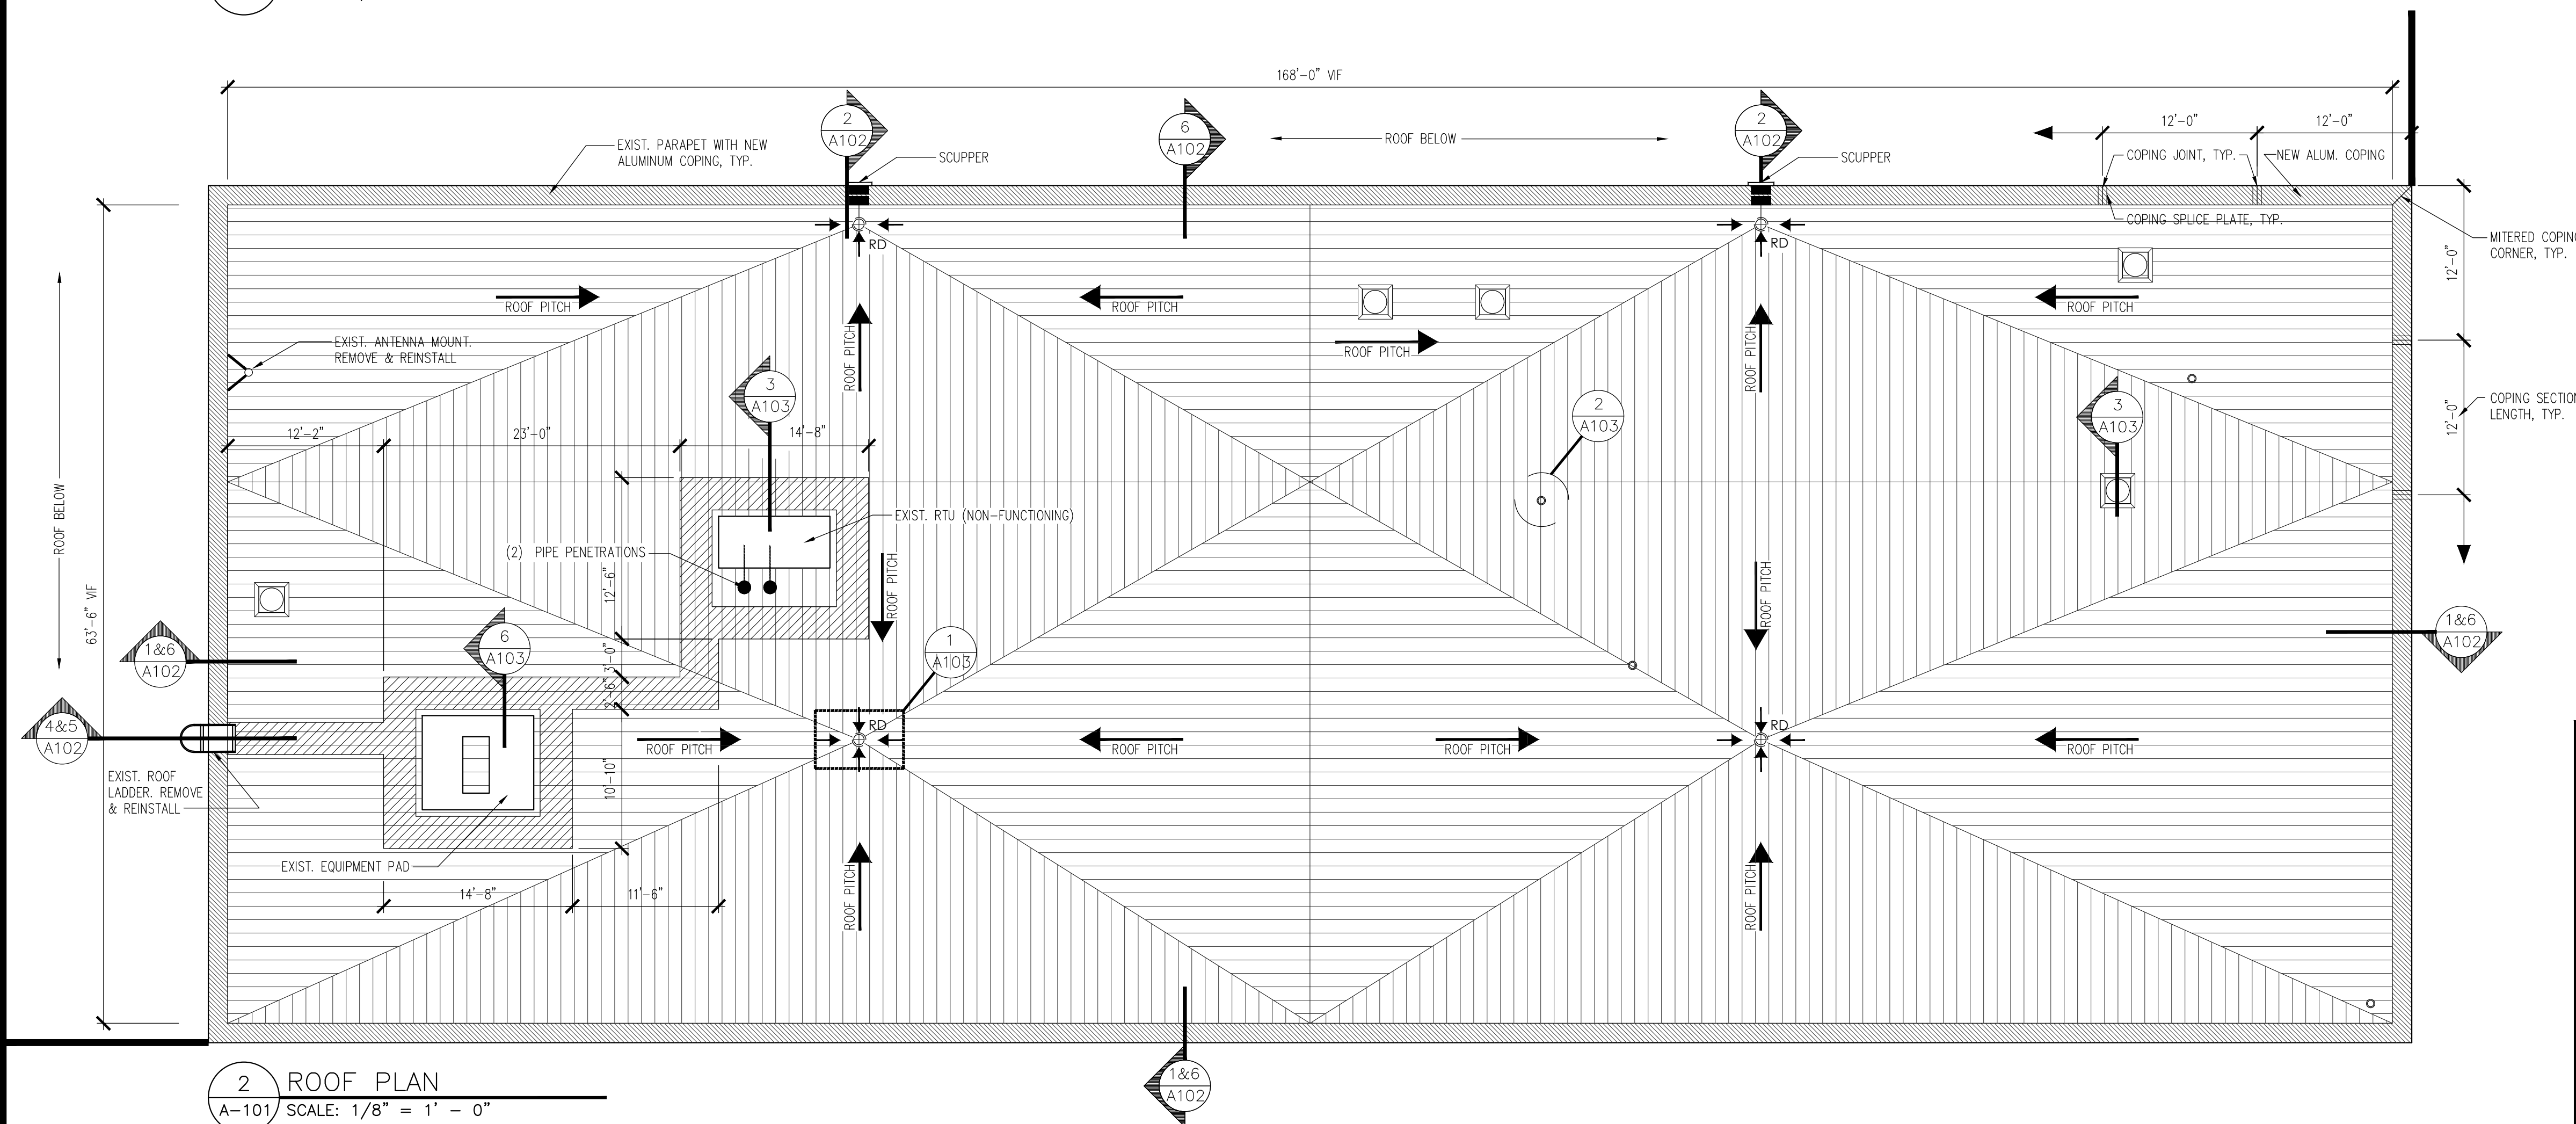 168'-0" VIF
2
A102
6
A102
2
A102
ROOF BELOW
12'-0"
12'-0"
EXIST. PARAPET WITH NEW
ALUMINUM COPING, TYP.
SCUPPER
SCUPPER
COPING JOINT, TYP.
NEW ALUM. COPING
COPING SPLICE PLATE, TYP.
MITERED COPING
CORNER, TYP.
12'-0"
RD
RD
ROOF PITCH
ROOF PITCH
ROOF PITCH
ROOF PITCH
ROOF PITCH
ROOF PITCH
EXIST. ANTENNA MOUNT.
REMOVE & REINSTALL
3
A103
2
A103
3
A103
COPING SECTION
LENGTH, TYP.
12'-0"
12'-2"
23'-0"
14'-8"
ROOF BELOW
63'-6" VIF
EXIST. RTU (NON-FUNCTIONING)
(2) PIPE PENETRATIONS
12'-6"
ROOF PITCH
ROOF PITCH
1&6
A102
6
A103
1
A103
1&6
A102
3'-0"
2'-6"
4&5
A102
RD
RD
ROOF PITCH
ROOF PITCH
ROOF PITCH
ROOF PITCH
EXIST. ROOF
LADDER. REMOVE
& REINSTALL
10'-10"
EXIST. EQUIPMENT PAD
14'-8"
11'-6"
ROOF PITCH
ROOF PITCH
1&6
A102
2
A-101
ROOF PLAN
SCALE: 1/8" = 1' - 0"